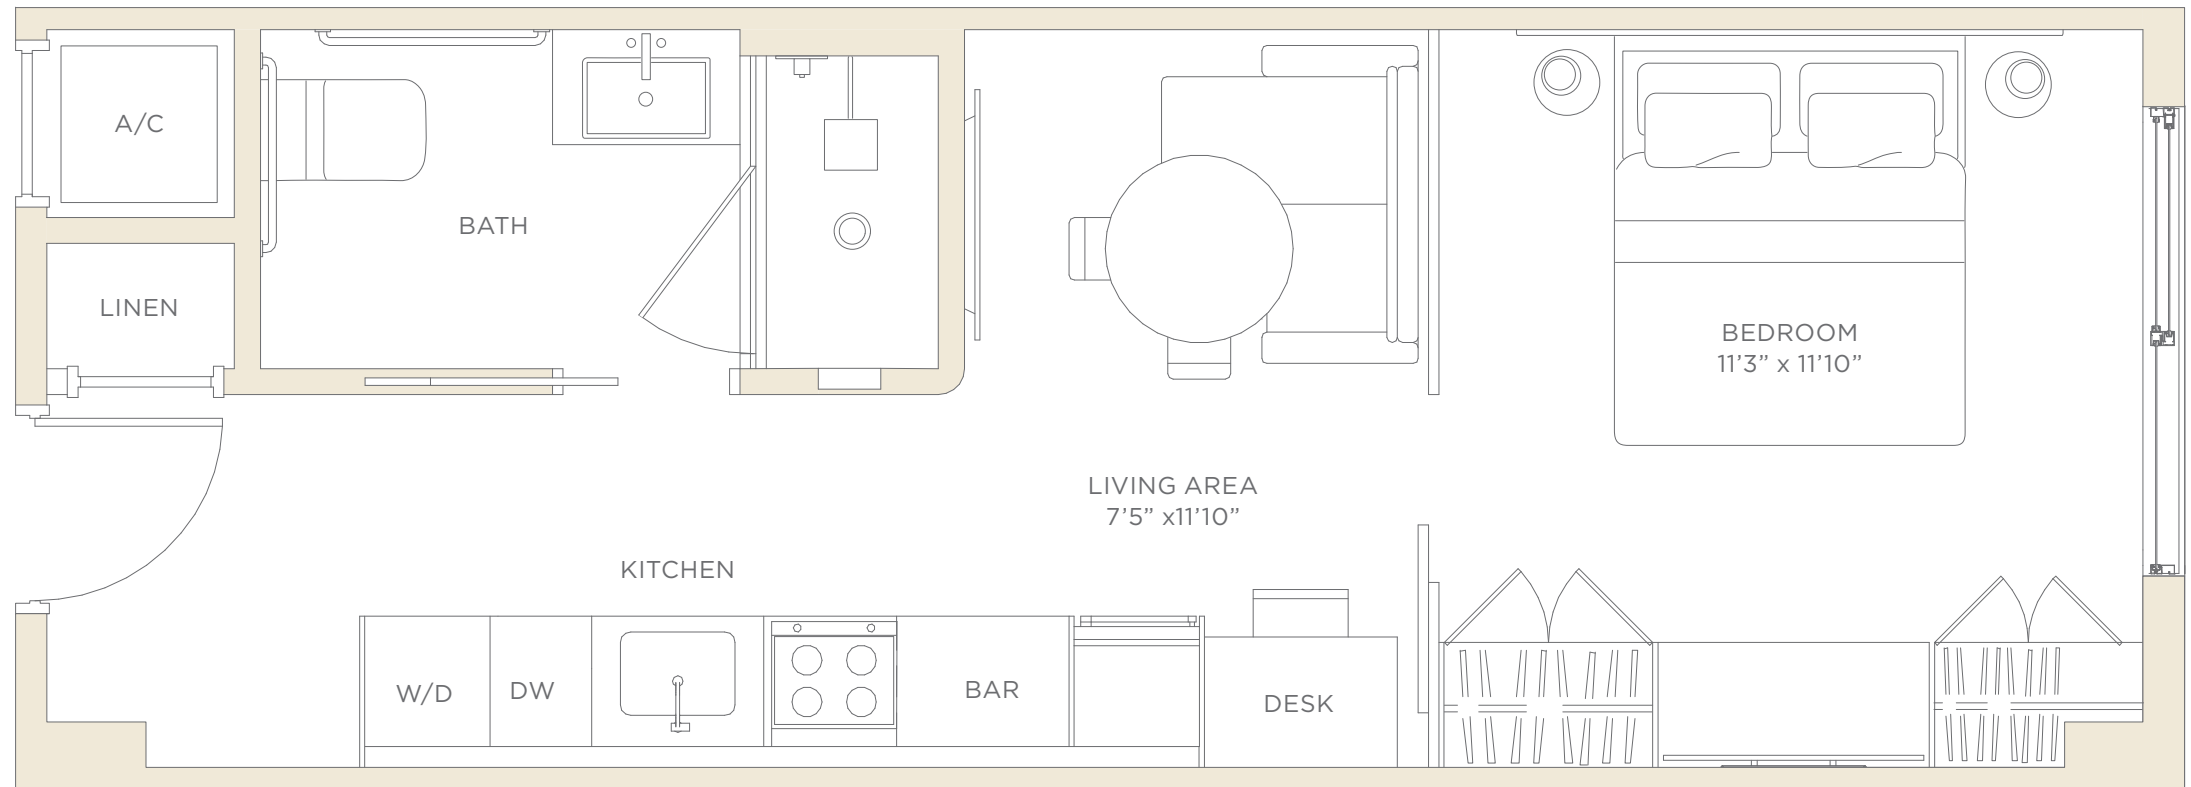 A/C
BATH
LINEN
BEDROOM
11’3” x 11’10”
LIVING AREA
7’5” x11’10”
KITCHEN
W/D
DW
BAR
DESK